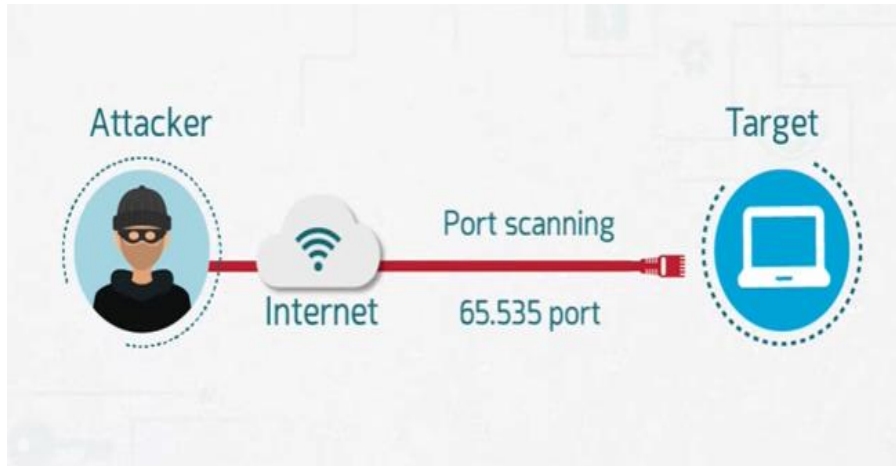 Attacker
Target
Port scanning
Internet
65.535 port